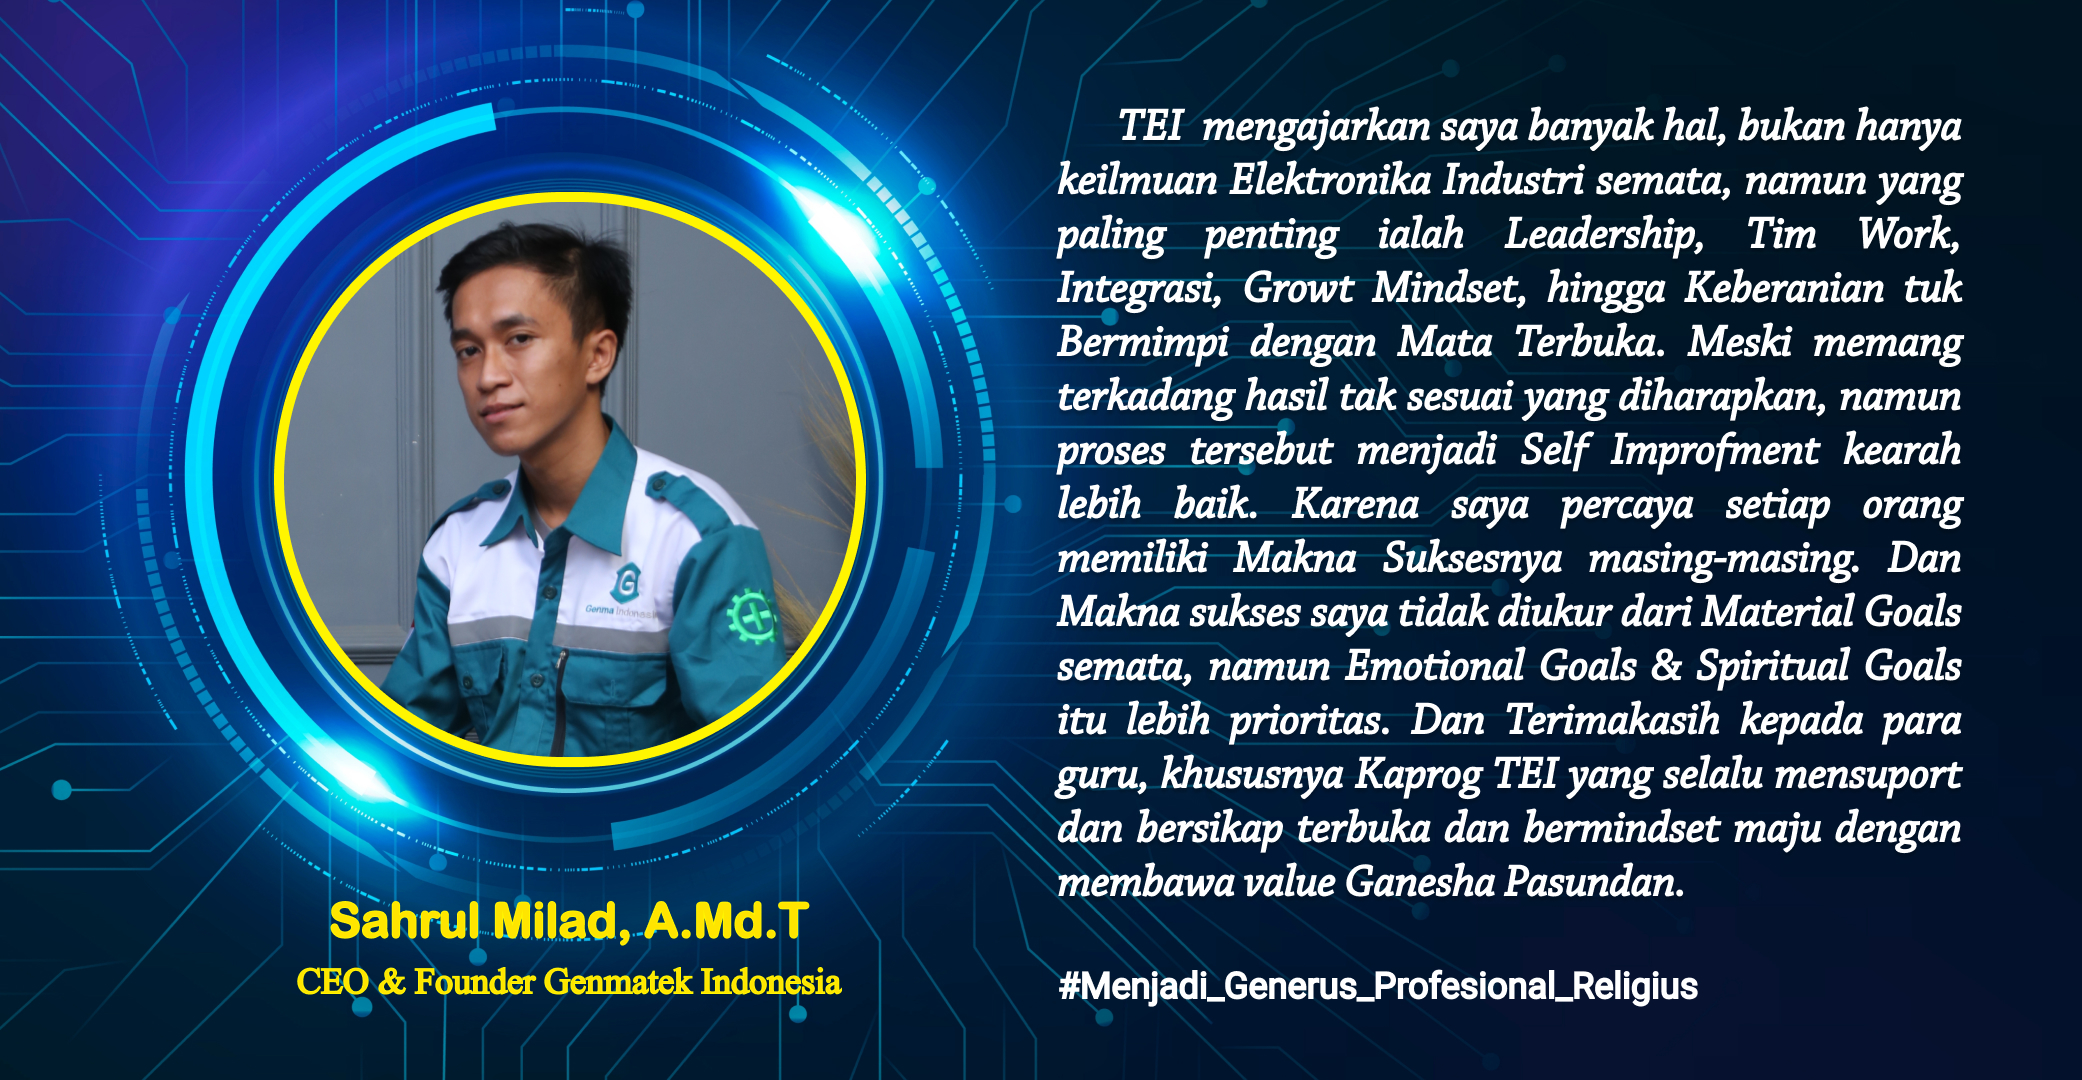 TEI mengajarkan saya banyak hal, bukan hanya
keilmuan Elektronika Industri semata, namun yang
paling penting ialah Leadership, Tim Work,
Integrasi, Growt Mindset, hingga Keberanian tuk
Bermimpi dengan Mata Terbuka. Meski memang
terkadang hasil tak sesuai yang diharapkan, namun
proses tersebut menjadi Self Improfment kearah
lebih baik. Karena saya percaya setiap orang
memiliki Makna Suksesnya masing-masing. Dan
Makna sukses saya tidak diukur dari Material Goals
semata, namun Emotional Goals & Spiritual Goals
itu lebih prioritas. Dan Terimakasih kepada para
guru, khususnya Kaprog TEI yang selalu mensuport
dan bersikap terbuka dan bermindset maju dengan
membawa value Ganesha Pasundan.
#Menjadi_Generus_Profesional_Religius
G
Genma Indonesia
Sahrul Milad, A.Md.T
CEO & Founder Genmatek Indonesia